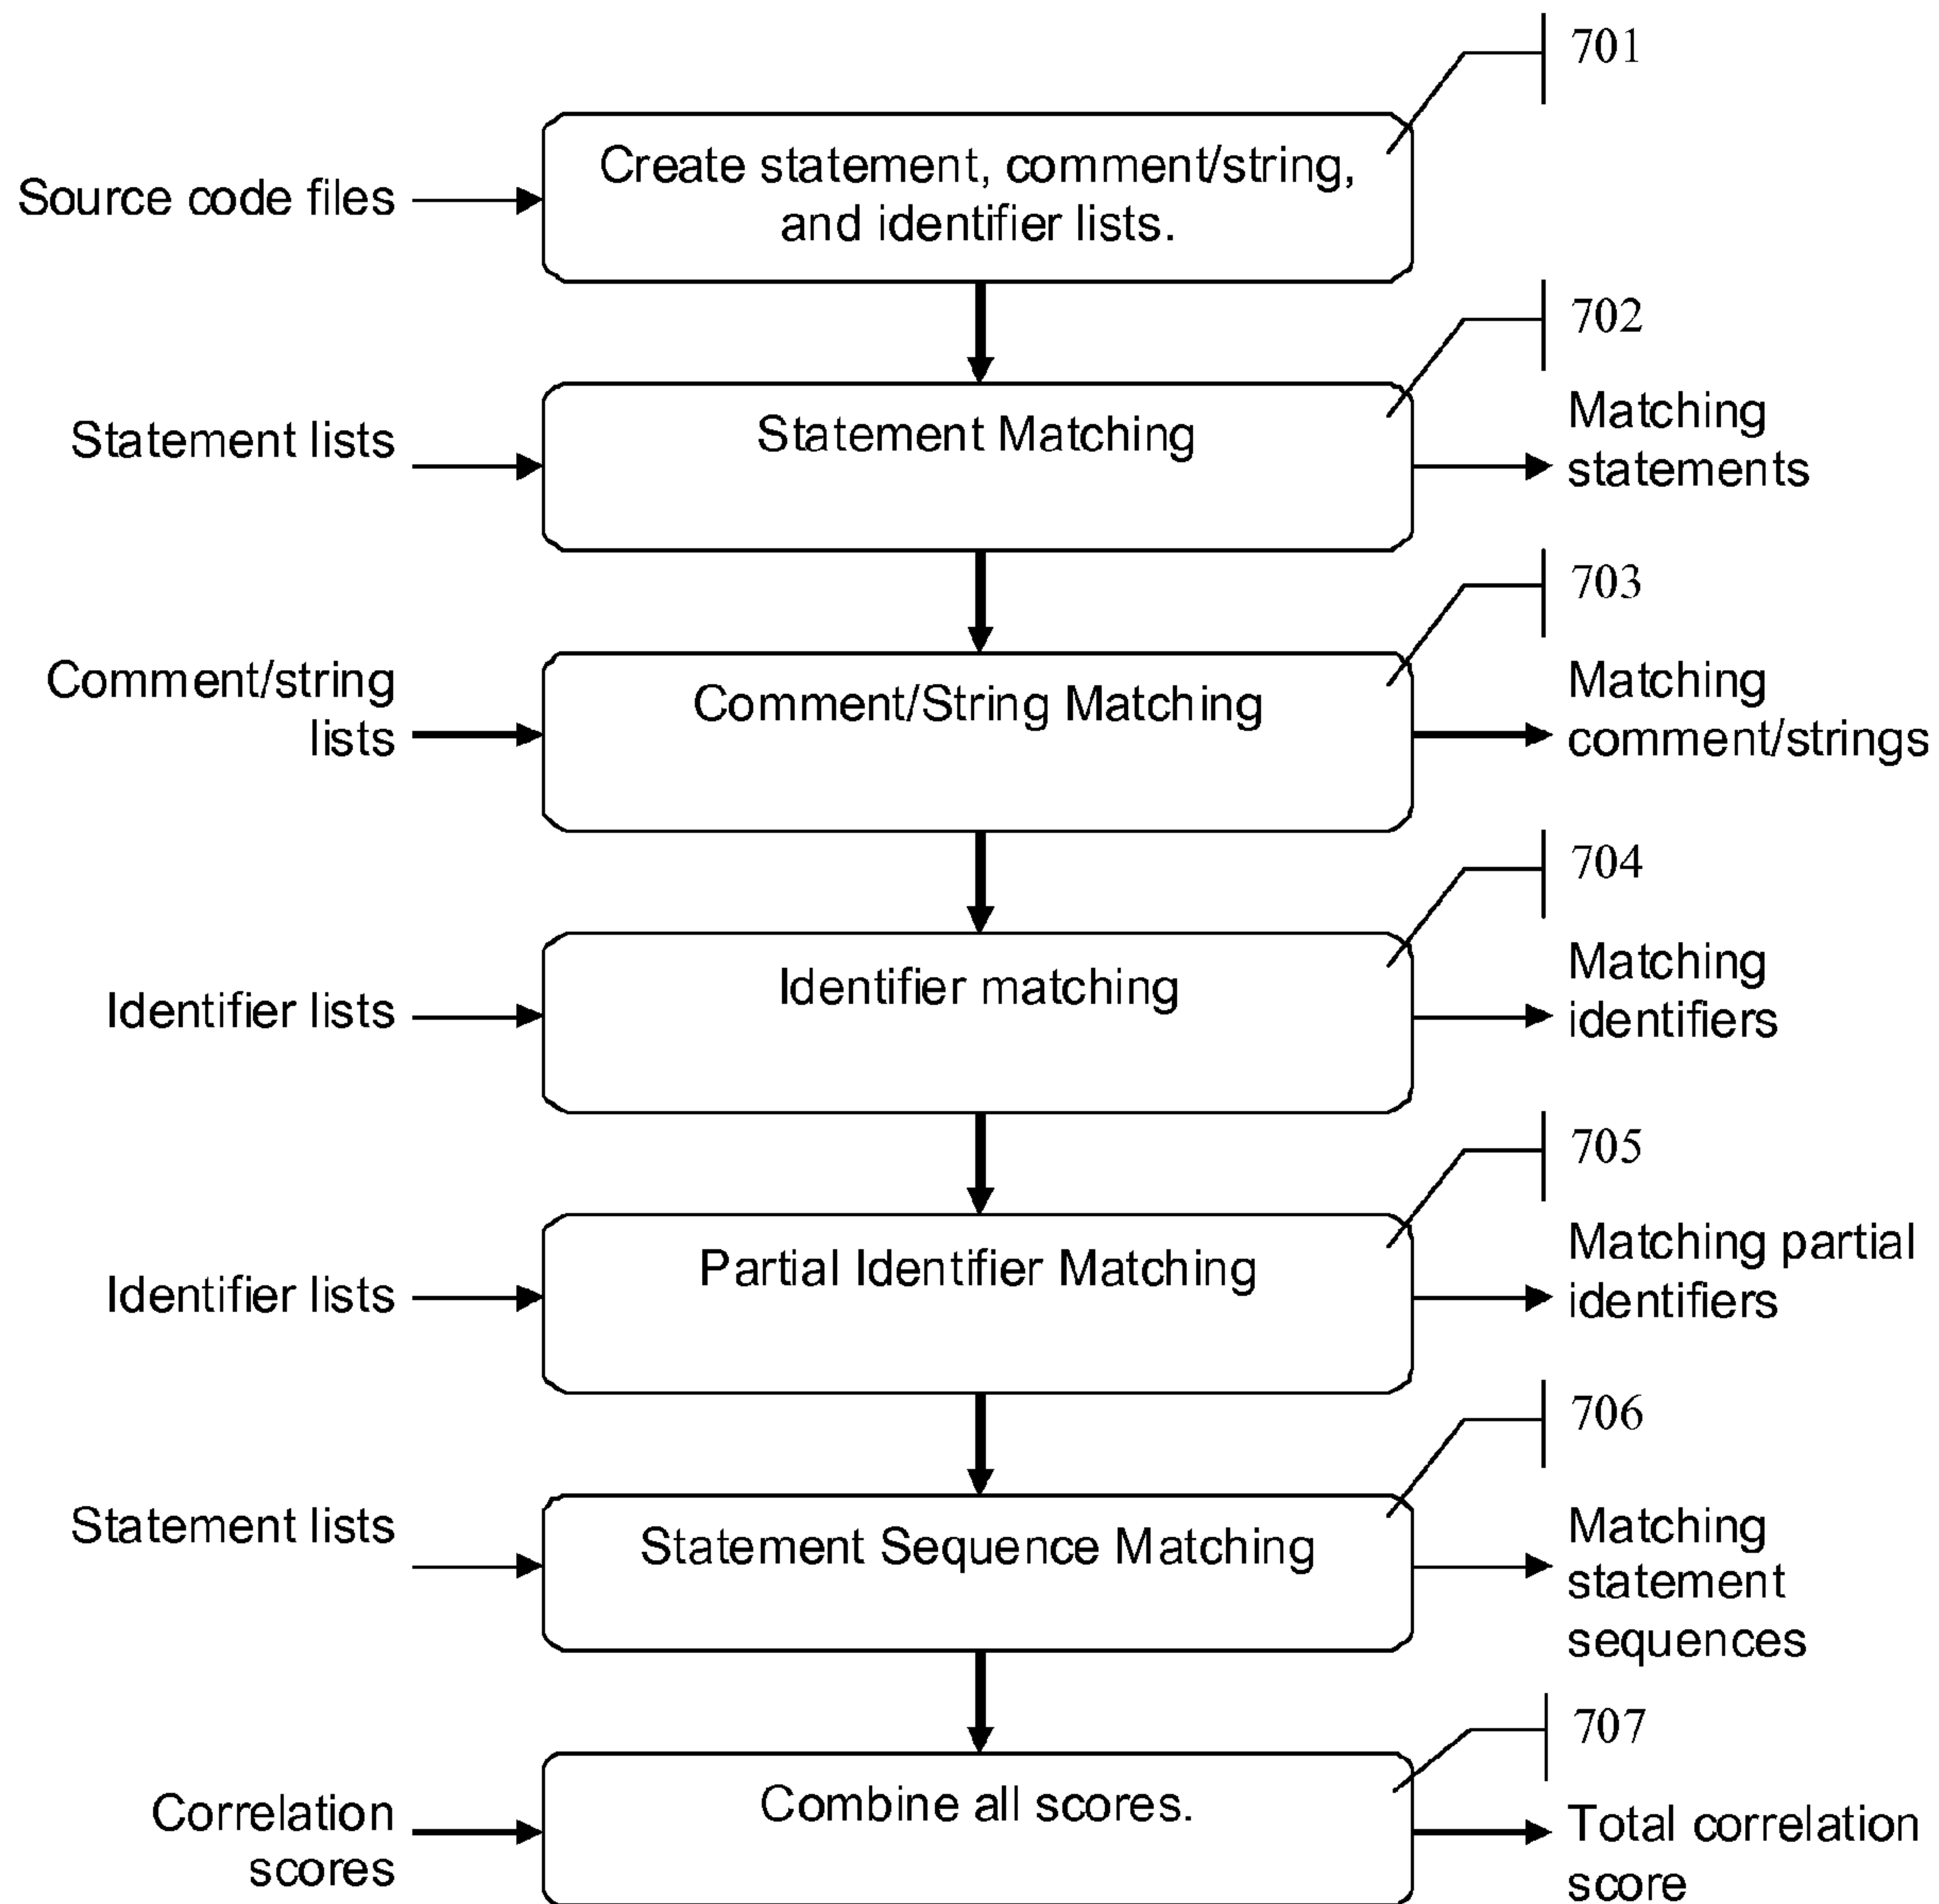 701
Source code files
Create statement, comment/string,
and identifier lists.
702
Statement lists
Statement Matching
Matching
statements
703
Comment/string
lists
Comment/String Matching
Matching
comment/strings
704
Identifier lists
Identifier matching
Matching
identifiers
705
Identifier lists
Partial Identifier Matching
Matching partial
identifiers
706
Statement lists
Statement Sequence Matching
Matching
statement
sequences
707
Correlation
scores
Combine all scores.
Total correlation
score